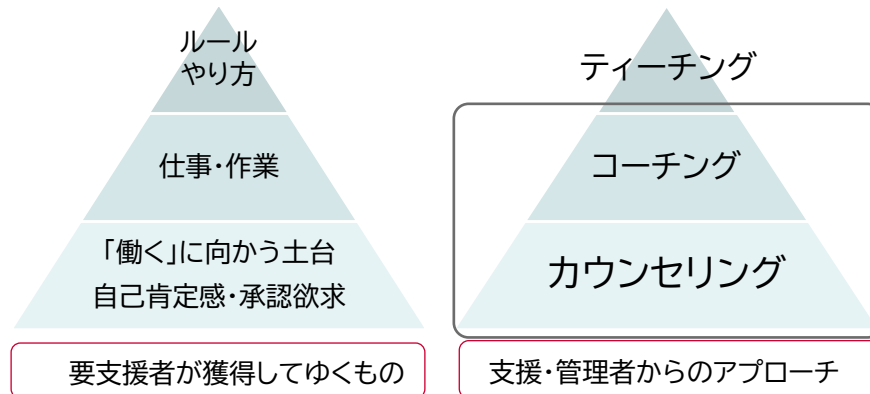 ルール
やり方
仕事・作業
「働く」に向かう土台
自己肯定感・承認欲求
要支援者が獲得してゆくもの
ティーチング
コーチング
カウンセリング
支援・管理者からのアプローチ